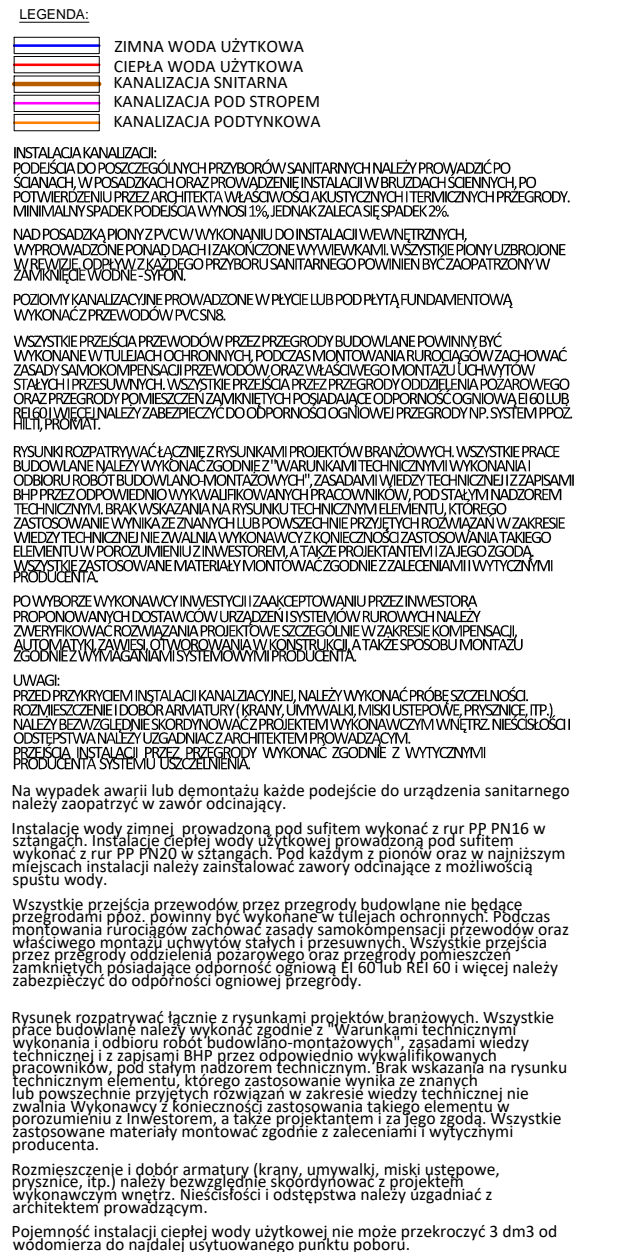 LEGENDA:
ZIMNA WODA UŻYTKOWA
CIEPŁA WODA UŻYTKOWA
KANALIZACJA SNITARNA
KANALIZACJA POD STROPEM
KANALIZACJA PODTYNKOWA
INSTALACJA KANALIZACJI:
PODEJŚCIA DO POSZCZEGÓLNYCH PRZYBORÓW SANITARNYCH NALEŻY PROWADZIĆ PO
ŚCIANACH, W POSADZKACH ORAZ PROWADZENIE INSTALACJI W BRUZDACH ŚCIENNYCH, PO
POTWIERDZENIU PRZEZ ARCHITEKTA WŁAŚCIWOŚCI AKUSTYCZNYCH I TERMICZNYCH PRZEGRODY.
MINIMALNY SPADEK PODEJŚCIA WYNOSI 1%, JEDNAK ZALECA SIĘ SPADEK 2%.
NAD POSADZKĄ PIONY Z PVC W WYKONANIU DO INSTALACJI WEWNĘTRZNYCH,
WYPROWADZONE PONAD DACH I ZAKOŃCZONE WYWIEWKAMI. WSZYSTKIE PIONY UZBROJONE
W REWIZJE. ODPŁYW Z KAŻDEGO PRZYBORU SANITARNEGO POWINIEN BYĆ ZAOPATRZONY W
ZAMKNIĘCIE WODNE - SYFON.
POZIOMY KANALIZACYJNE PROWADZONE W PŁYCIE LUB POD PŁYTĄ FUNDAMENTOWĄ
WYKONAĆ Z PRZEWODÓW PVC SN8.
WSZYSTKIE PRZEJŚCIA PRZEWODÓW PRZEZ PRZEGRODY BUDOWLANE POWINNY BYĆ
WYKONANE W TULEJACH OCHRONNYCH, PODCZAS MONTOWANIA RUROCIĄGÓW ZACHOWAĆ
ZASADY SAMOKOMPENSACJI PRZEWODÓW, ORAZ WŁAŚCIWEGO MONTAŻU UCHWYTÓW
STAŁYCH I PRZESUWNYCH. WSZYSTKIE PRZEJŚCIA PRZEZ PRZEGRODY ODDZIELENIA POŻAROWEGO
ORAZ PRZEGRODY POMIESZCZEŃ ZAMKNIĘTYCH POSIADAJĄCE ODPORNOŚĆ OGNIOWĄ EI 60 LUB
REI 60 I WIĘCEJ NALEŻY ZABEZPIECZYĆ DO ODPORNOŚCI OGNIOWEJ PRZEGRODY NP. SYSTEM PPOŻ.
HILTI, PROMAT.
RYSUNKI ROZPATRYWAĆ ŁĄCZNIE Z RYSUNKAMI PROJEKTÓW BRANŻOWYCH. WSZYSTKIE PRACE
BUDOWLANE NALEŻY WYKONAĆ ZGODNIE Z "WARUNKAMI TECHNICZNYMI WYKONANIA I
ODBIORU ROBÓT BUDOWLANO-MONTAŻOWYCH", ZASADAMI WIEDZY TECHNICZNEJ I Z ZAPISAMI
BHP PRZEZ ODPOWIEDNIO WYKWALIFIKOWANYCH PRACOWNIKÓW, POD STAŁYM NADZOREM
TECHNICZNYM. BRAK WSKAZANIA NA RYSUNKU TECHNICZNYM ELEMENTU, KTÓREGO
ZASTOSOWANIE WYNIKA ZE ZNANYCH LUB POWSZECHNIE PRZYJĘTYCH ROZWIĄZAŃ W ZAKRESIE
WIEDZY TECHNICZNEJ NIE ZWALNIA WYKONAWCY Z KONIECZNOŚCI ZASTOSOWANIA TAKIEGO
ELEMENTU W POROZUMIENIU Z INWESTOREM, A TAKŻE PROJEKTANTEM I ZA JEGO ZGODĄ.
WSZYSTKIE ZASTOSOWANE MATERIAŁY MONTOWAĆ ZGODNIE Z ZALECENIAMI I WYTYCZNYMI
PRODUCENTA.
PO WYBORZE WYKONAWCY INWESTYCJI I ZAAKCEPTOWANIU PRZEZ INWESTORA
PROPONOWANYCH DOSTAWCÓW URZĄDZEŃ I SYSTEMÓW RUROWYCH NALEŻY
ZWERYFIKOWAĆ ROZWIĄZANIA PROJEKTOWE SZCZEGÓLNIE W ZAKRESIE KOMPENSACJI,
AUTOMATYKI, ZAWIESI, OTWOROWANIA W KONSTRUKCJI, A TAKŻE SPOSOBU MONTAŻU
ZGODNIE Z WYMAGANIAMI SYSTEMOWYMI PRODUCENTA.
UWAGI:
PRZED PRZYKRYCIEM INSTALACJI KANALZIACYJNEJ, NALEŻY WYKONAĆ PRÓBĘ SZCZELNOŚCI.
ROZMIESZCZENIE I DOBÓR ARMATURY ( KRANY, UMYWALKI, MISKI USTEPOWE, PRYSZNICE, ITP.)
NALEŻY BEZWZGLĘDNIE SKORDYNOWAĆ Z PROJEKTEM WYKONAWCZYM WNĘTRZ. NIEŚCISŁOŚCI I
ODSTĘPSTWA NALEŻY UZGADNIAĆ Z ARCHITEKTEM PROWADZĄCYM.
PRZEJŚCIA INSTALACJI PRZEZ PRZEGRODY WYKONAĆ ZGODNIE Z WYTYCZNYMI
PRODUCENTA SYSTEMU USZCZELNIENIA.
Na wypadek awarii lub demontażu każde podejście do urządzenia sanitarnego
należy zaopatrzyć w zawór odcinający.
Instalację wody zimnej prowadzoną pod sufitem wykonać z rur PP PN16 w
sztangach. Instalację ciepłej wody użytkowej prowadzoną pod sufitem
wykonać z rur PP PN20 w sztangach. Pod każdym z pionów oraz w najniższym
miejscach instalacji należy zainstalować zawory odcinające z możliwością
spustu wody.
Wszystkie przejścia przewodów przez przegrody budowlane nie będące
przegrodami ppoż. powinny być wykonane w tulejach ochronnych. Podczas
montowania rurociągów zachować zasady samokompensacji przewodów oraz
właściwego montażu uchwytów stałych i przesuwnych. Wszystkie przejścia
przez przegrody oddzielenia pożarowego oraz przegrody pomieszczeń
zamkniętych posiadające odporność ogniową EI 60 lub REI 60 i więcej należy
zabezpieczyć do odporności ogniowej przegrody.
Rysunek rozpatrywać łącznie z rysunkami projektów branżowych. Wszystkie
prace budowlane należy wykonać zgodnie z "Warunkami technicznymi
wykonania i odbioru robót budowlano-montażowych", zasadami wiedzy
technicznej i z zapisami BHP przez odpowiednio wykwalifikowanych
pracowników, pod stałym nadzorem technicznym. Brak wskazania na rysunku
technicznym elementu, którego zastosowanie wynika ze znanych
lub powszechnie przyjętych rozwiązań w zakresie wiedzy technicznej nie
zwalnia Wykonawcy z konieczności zastosowania takiego elementu w
porozumieniu z Inwestorem, a także projektantem i za jego zgodą. Wszystkie
zastosowane materiały montować zgodnie z zaleceniami i wytycznymi
producenta.
Rozmieszczenie i dobór armatury (krany, umywalki, miski ustępowe,
prysznice, itp.) należy bezwzględnie skoordynować z projektem
wykonawczym wnętrz. Nieścisłości i odstępstwa należy uzgadniać z
architektem prowadzącym.
Pojemność instalacji ciepłej wody użytkowej nie może przekroczyć 3 dm3 od
wodomierza do najdalej usytuowanego punktu poboru.